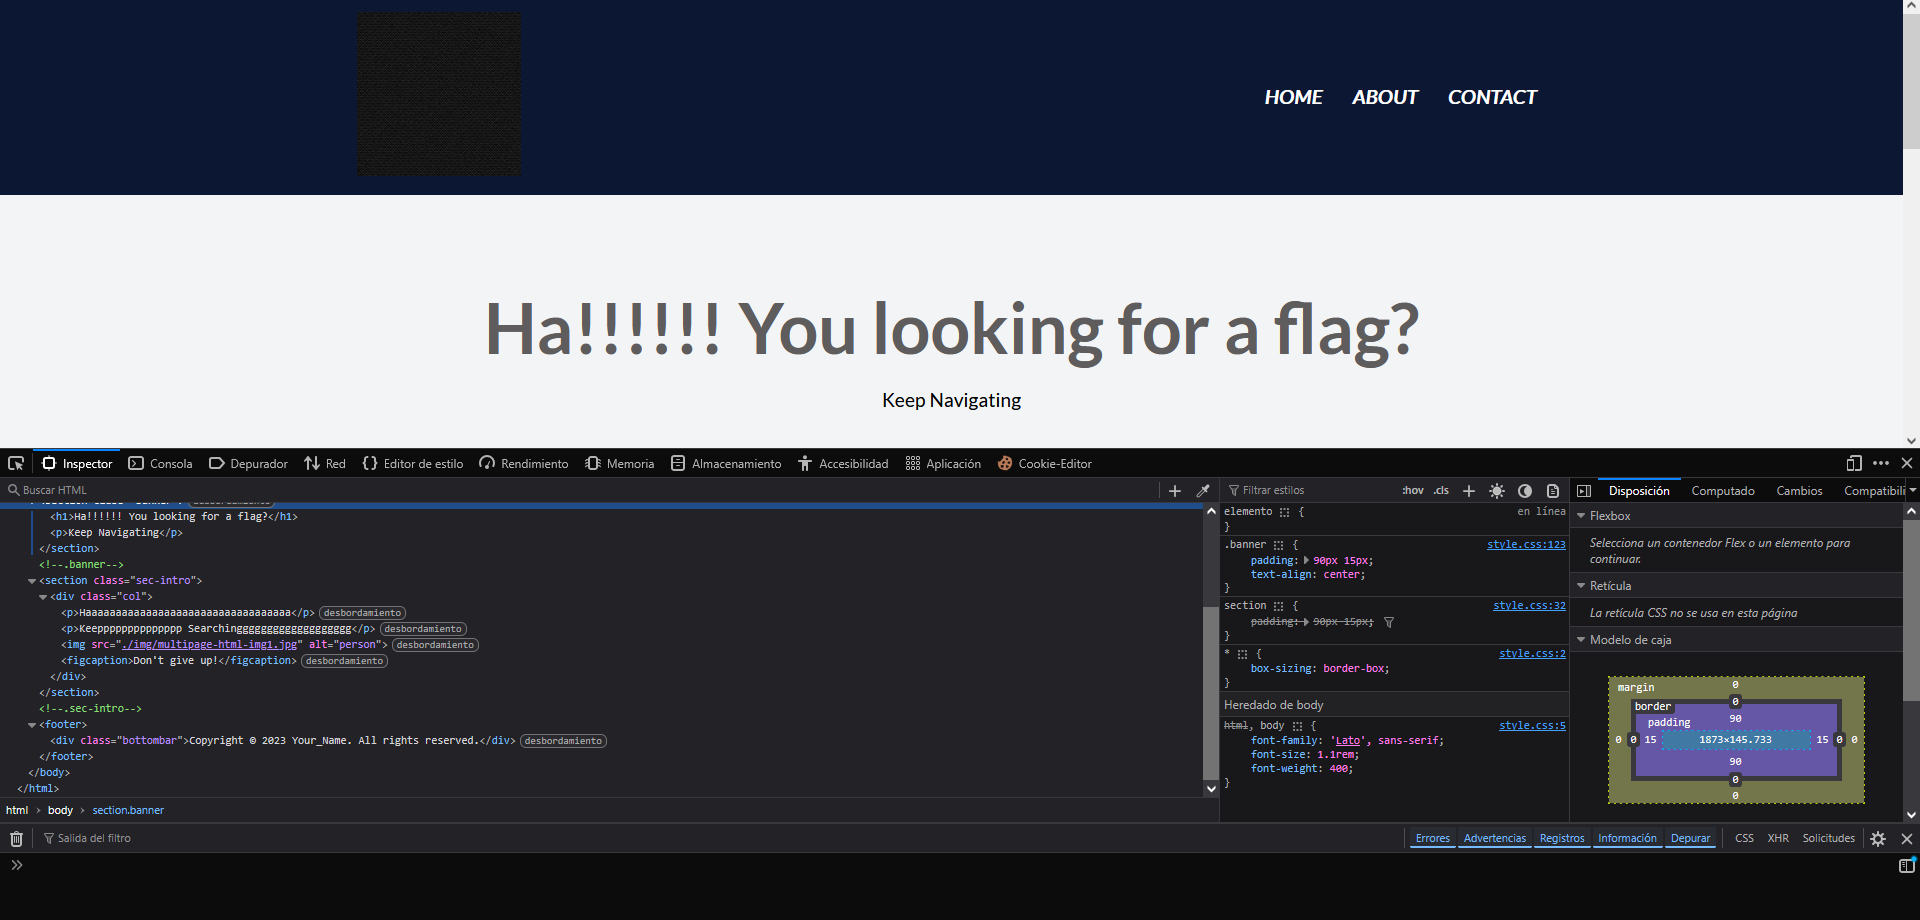 HOME ABOUT CONTACT
Ha!!!!!! You looking for a flag?
Keep Navigating
Inspector Consola Depurador Red Editor de estilo Rendimiento Memoria Almacenamiento Accesibilidad Aplicación Cookie-Editor
Buscar HTML
<h1>Ha!!!!!! You looking for a flag?</h1>
<p>Keep Navigating</p>
</section>
<!--.banner-->
<section class="sec-intro">
<div class="col">
<p>Haaaaaaaaaaaaaaaaaaaaaaaaaaaaaaaaaa</p> desbordamiento
<p>Keepppppppppppppp Searchinggggggggggggggggggg</p> desbordamiento
<img src="./img/multipage-html-img1.jpg" alt="person"> desbordamiento
<figcaption>Don't give up!</figcaption> desbordamiento
</div>
</section>
<!--.sec-intro-->
<footer>
<div class="bottombar">Copyright © 2023 Your_Name. All rights reserved.</div> desbordamiento
</footer>
</body>
</html>
html › body › section.banner
Filtrar estilos :hov .cls
elemento { en línea
}
.banner { style.css:123
padding: 90px 15px;
text-align: center;
}
section { style.css:32
padding: 90px 15px;
}
* { style.css:2
box-sizing: border-box;
}
Heredado de body
html, body { style.css:5
font-family: 'Lato', sans-serif;
font-size: 1.1rem;
font-weight: 400;
}
Disposición Computado Cambios Compatibili
Flexbox
Selecciona un contenedor Flex o un elemento para
continuar.
Retícula
La retícula CSS no se usa en esta página
Modelo de caja
margin 0
border 0
padding 90
0 0 15 1873×145.733 15 0 0
90
0
0
Salida del filtro Errores Advertencias Registros Información Depurar CSS XHR Solicitudes